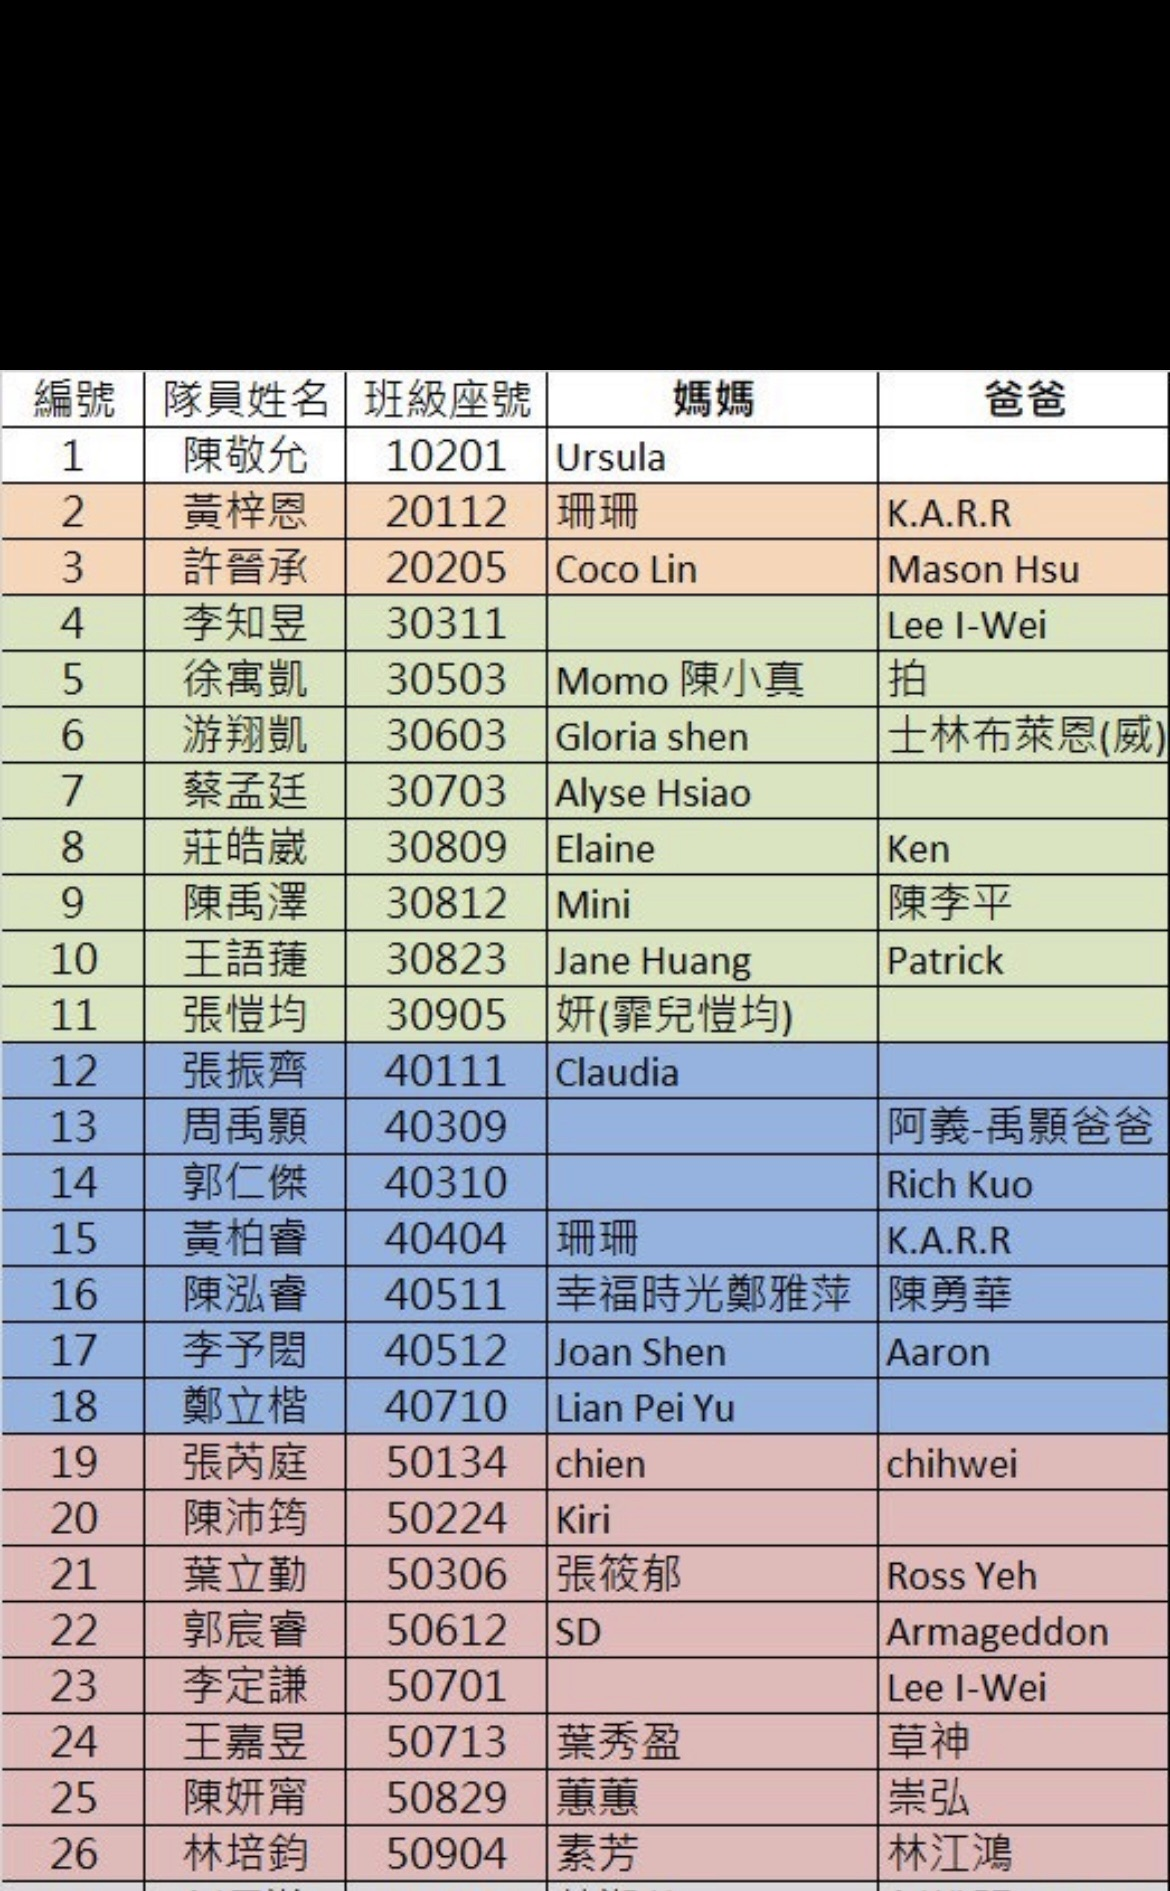 編號 隊員姓名 班級座號 媽媽 爸爸
1 陳敬允 10201 Ursula
2 黃梓恩 20112 珊珊 K.A.R.R
3 許晉承 20205 Coco Lin Mason Hsu
4 李知昱 30311 Lee I-Wei
5 徐寓凱 30503 Momo 陳小真 拍
6 游翔凱 30603 Gloria shen 士林布萊恩(威)
7 蔡孟廷 30703 Alyse Hsiao
8 莊皓崴 30809 Elaine Ken
9 陳禹澤 30812 Mini 陳李平
10 王語萐 30823 Jane Huang Patrick
11 張愷均 30905 妍(霏兒愷均)
12 張振齊 40111 Claudia
13 周禹顥 40309 阿義-禹顥爸爸
14 郭仁傑 40310 Rich Kuo
15 黃柏睿 40404 珊珊 K.A.R.R
16 陳泓睿 40511 幸福時光鄭雅萍 陳勇華
17 李予閎 40512 Joan Shen Aaron
18 鄭立楷 40710 Lian Pei Yu
19 張芮庭 50134 chien chihwei
20 陳沛筠 50224 Kiri
21 葉立勤 50306 張筱郁 Ross Yeh
22 郭宸睿 50612 SD Armageddon
23 李定謙 50701 Lee I-Wei
24 王嘉昱 50713 葉秀盈 草神
25 陳妍甯 50829 蕙蕙 崇弘
26 林培鈞 50904 素芳 林江鴻